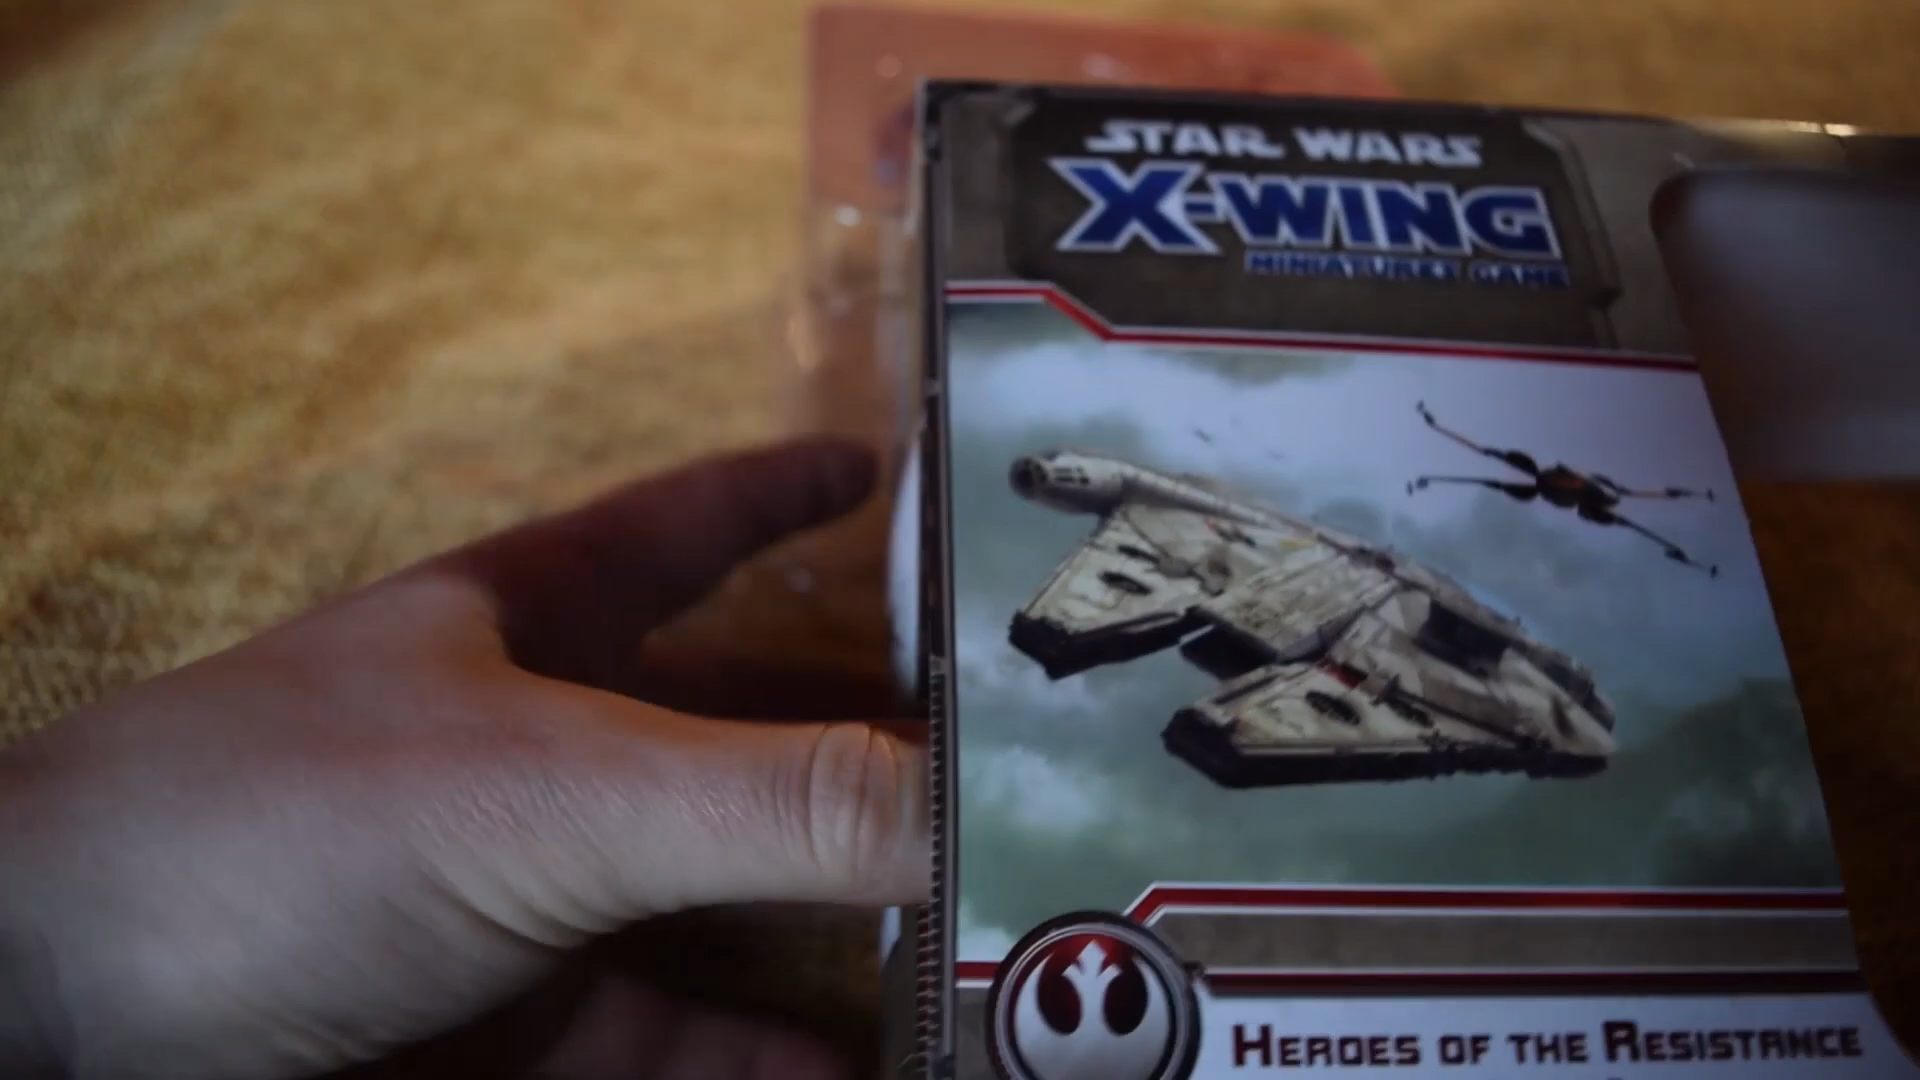 STAR WARS
X-WING
MINIATURES GAME
HEROES OF THE RESISTANCE